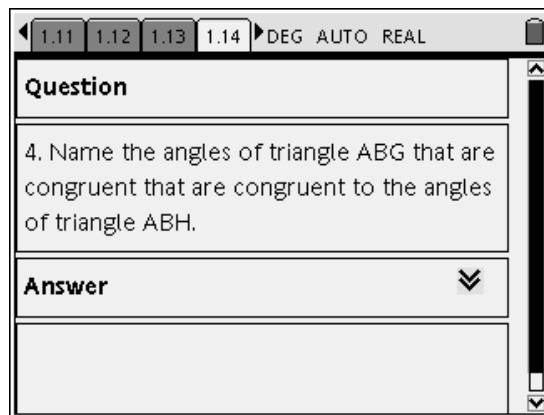 1.11 1.12 1.13 1.14 DEG AUTO REAL
Question
4. Name the angles of triangle ABG that are
congruent that are congruent to the angles
of triangle ABH.
Answer